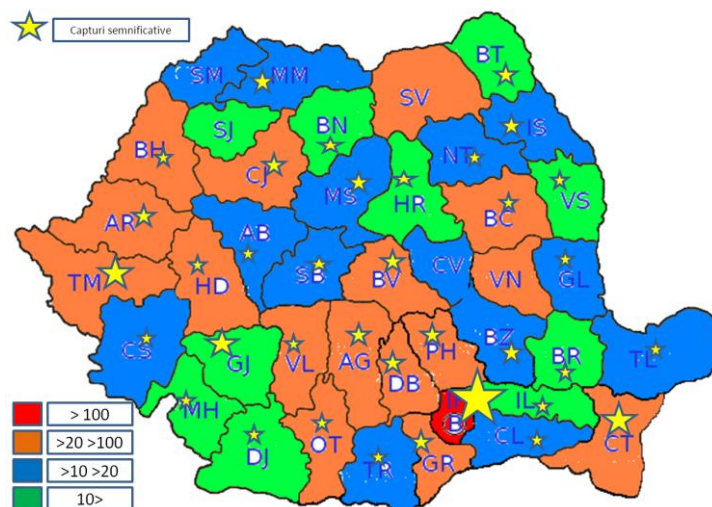 Capturi semnificative
BT
SM
MM
SV
SJ
BN
IS
BH
CJ
NT
MS
HR
VS
AR
AB
BC
TM
HD
SB
BV
CV
VN
GL
CS
GJ
VL
AG
PH
BZ
BR
TL
DB
MH
IL
B
DJ
OT
TR
GR
CL
CT
> 100
>20 >100
>10 >20
10>